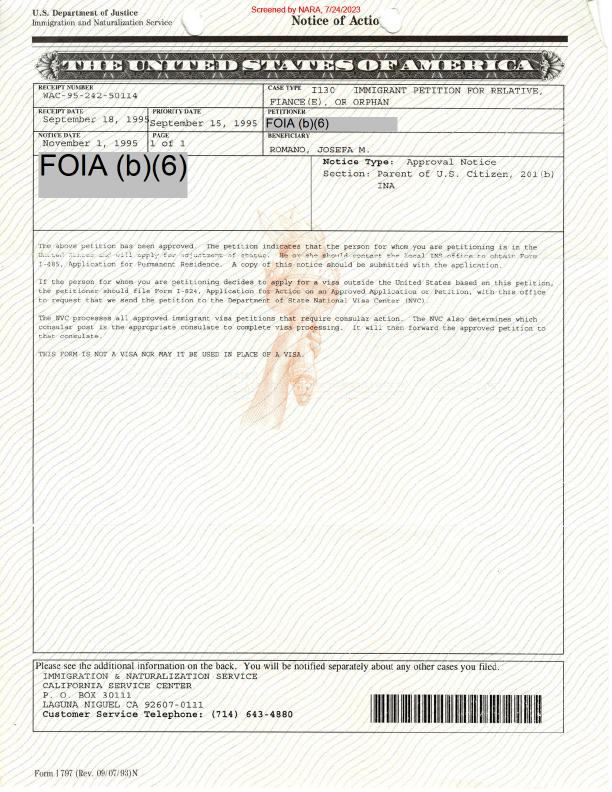 Screened by NARA, 7/24/2023
U.S. Department of Justice
Immigration and Naturalization Service
Notice of Actio
THE UNITED STATES OF AMERICA
RECEIPT NUMBER
WAC-95-242-50114
CASE TYPE I130 IMMIGRANT PETITION FOR RELATIVE,
FIANCE(E), OR ORPHAN
RECEIPT DATE
September 18, 1995
PRIORITY DATE
September 15, 1995
PETITIONER
FOIA (b)(6)
NOTICE DATE
November 1, 1995
PAGE
1 of 1
BENEFICIARY
ROMANO, JOSEFA M.
FOIA (b)(6)
Notice Type: Approval Notice
Section: Parent of U.S. Citizen, 201(b)
INA
The above petition has been approved. The petition indicates that the person for whom you are petitioning is in the
United States and will apply for adjustment of status. He or she should contact the local INS office to obtain Form
I-485, Application for Permanent Residence. A copy of this notice should be submitted with the application.
If the person for whom you are petitioning decides to apply for a visa outside the United States based on this petition,
the petitioner should file Form I-824, Application for Action on an Approved Application or Petition, with this office
to request that we send the petition to the Department of State National Visa Center (NVC).
The NVC processes all approved immigrant visa petitions that require consular action. The NVC also determines which
consular post is the appropriate consulate to complete visa processing. It will then forward the approved petition to
that consulate.
THIS FORM IS NOT A VISA NOR MAY IT BE USED IN PLACE OF A VISA.
Please see the additional information on the back. You will be notified separately about any other cases you filed.
IMMIGRATION & NATURALIZATION SERVICE
CALIFORNIA SERVICE CENTER
P. O. BOX 30111
LAGUNA NIGUEL CA 92607-0111
Customer Service Telephone: (714) 643-4880
Form I797 (Rev. 09/07/93)N